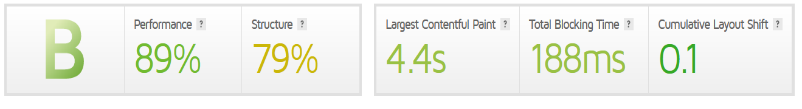 B
Performance ?
89%
Structure ?
79%
Largest Contentful Paint ?
4.4s
Total Blocking Time ?
188ms
Cumulative Layout Shift ?
0.1